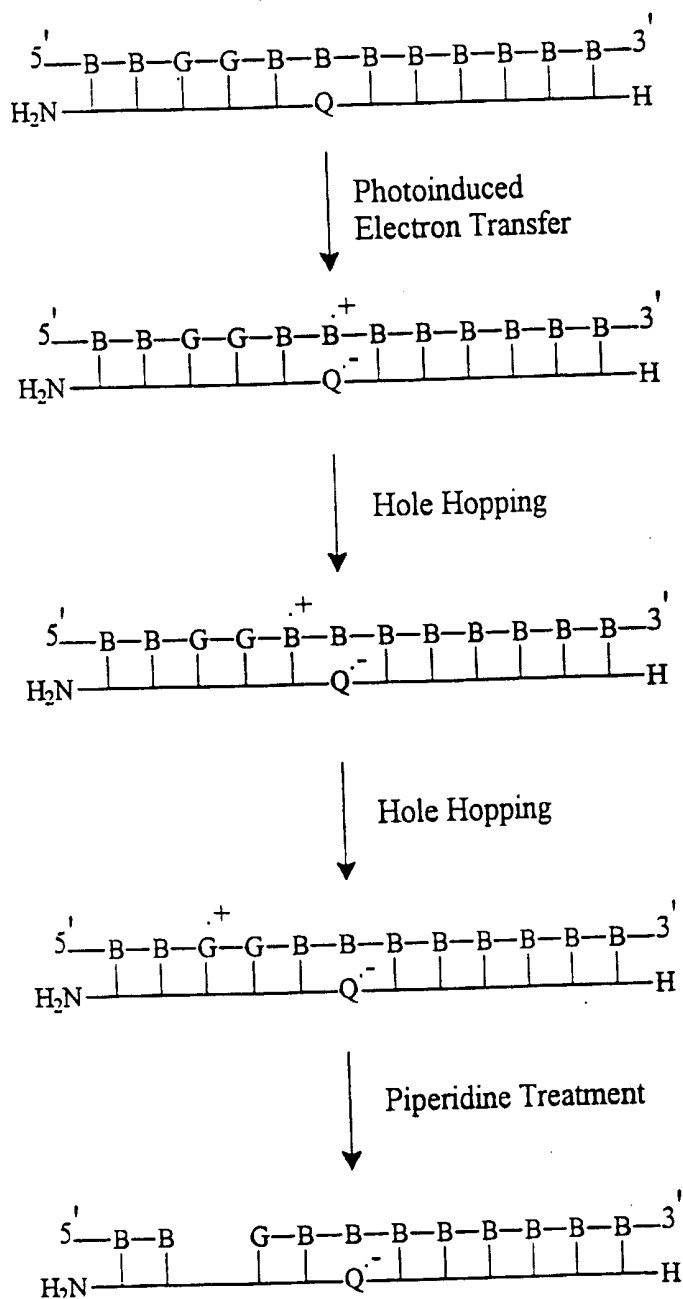 5'—B—B—G—G—B—B—B—B—B—B—B—B—3'
H₂N Q H
Photoinduced
Electron Transfer
.+
5'—B—B—G—G—B—B—B—B—B—B—B—B—3'
H₂N Q.- H
Hole Hopping
.+
5'—B—B—G—G—B—B—B—B—B—B—B—B—3'
H₂N Q.- H
Hole Hopping
.+
5'—B—B—G—G—B—B—B—B—B—B—B—B—3'
H₂N Q.- H
Piperidine Treatment
5'—B—B G—B—B—B—B—B—B—B—B—3'
H₂N Q.- H